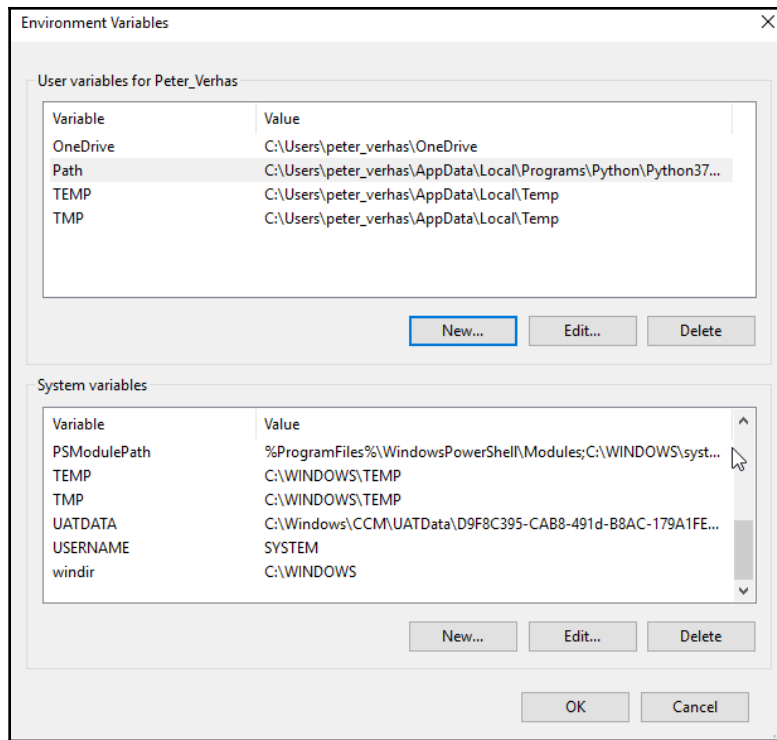 Environment Variables
User variables for Peter_Verhas
Variable Value
OneDrive C:\Users\peter_verhas\OneDrive
Path C:\Users\peter_verhas\AppData\Local\Programs\Python\Python37...
TEMP C:\Users\peter_verhas\AppData\Local\Temp
TMP C:\Users\peter_verhas\AppData\Local\Temp
New... Edit... Delete
System variables
Variable Value
PSModulePath %ProgramFiles%\WindowsPowerShell\Modules;C:\WINDOWS\syst...
TEMP C:\WINDOWS\TEMP
TMP C:\WINDOWS\TEMP
UATDATA C:\Windows\CCM\UATData\D9F8C395-CAB8-491d-B8AC-179A1FE...
USERNAME SYSTEM
windir C:\WINDOWS
New... Edit... Delete
OK Cancel